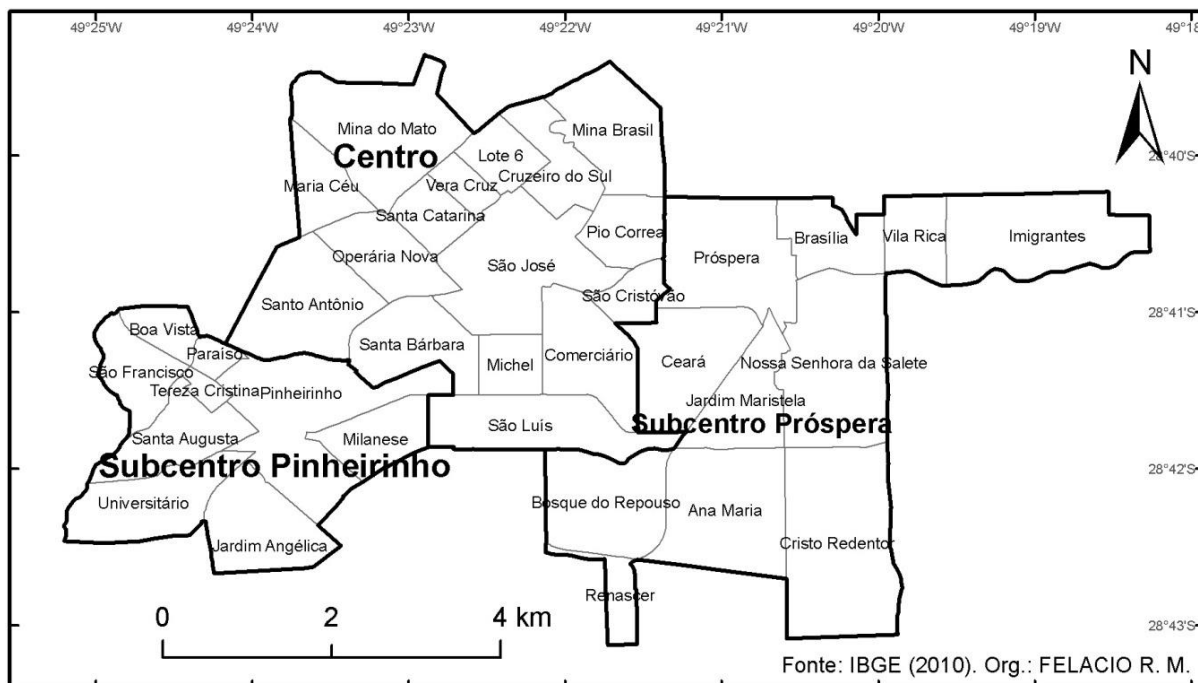 49°25'W 49°24'W 49°23'W 49°22'W 49°21'W 49°20'W 49°19'W 49°18
N
Mina do Mato
Mina Brasil
Centro
Lote 6
28°40'S
Maria Céu
Vera Cruz
Cruzeiro do Sul
Santa Catarina
Pio Correa
Operária Nova
São José
Próspera
Brasília
Vila Rica
Imigrantes
São Cristóvão
Santo Antônio
28°41'S
Boa Vista
Santa Bárbara
Paraíso
Michel
Comerciário
Ceará
Nossa Senhora da Salete
São Francisco
Tereza Cristina
Pinheirinho
Jardim Maristela
Subcentro Próspera
São Luis
Santa Augusta
Milanese
Subcentro Pinheirinho
28°42'S
Universitário
Bosque do Repouso
Ana Maria
Jardim Angélica
Cristo Redentor
Renascer
0 2 4 km
28°43'S
Fonte: IBGE (2010). Org.: FELACIO R. M.